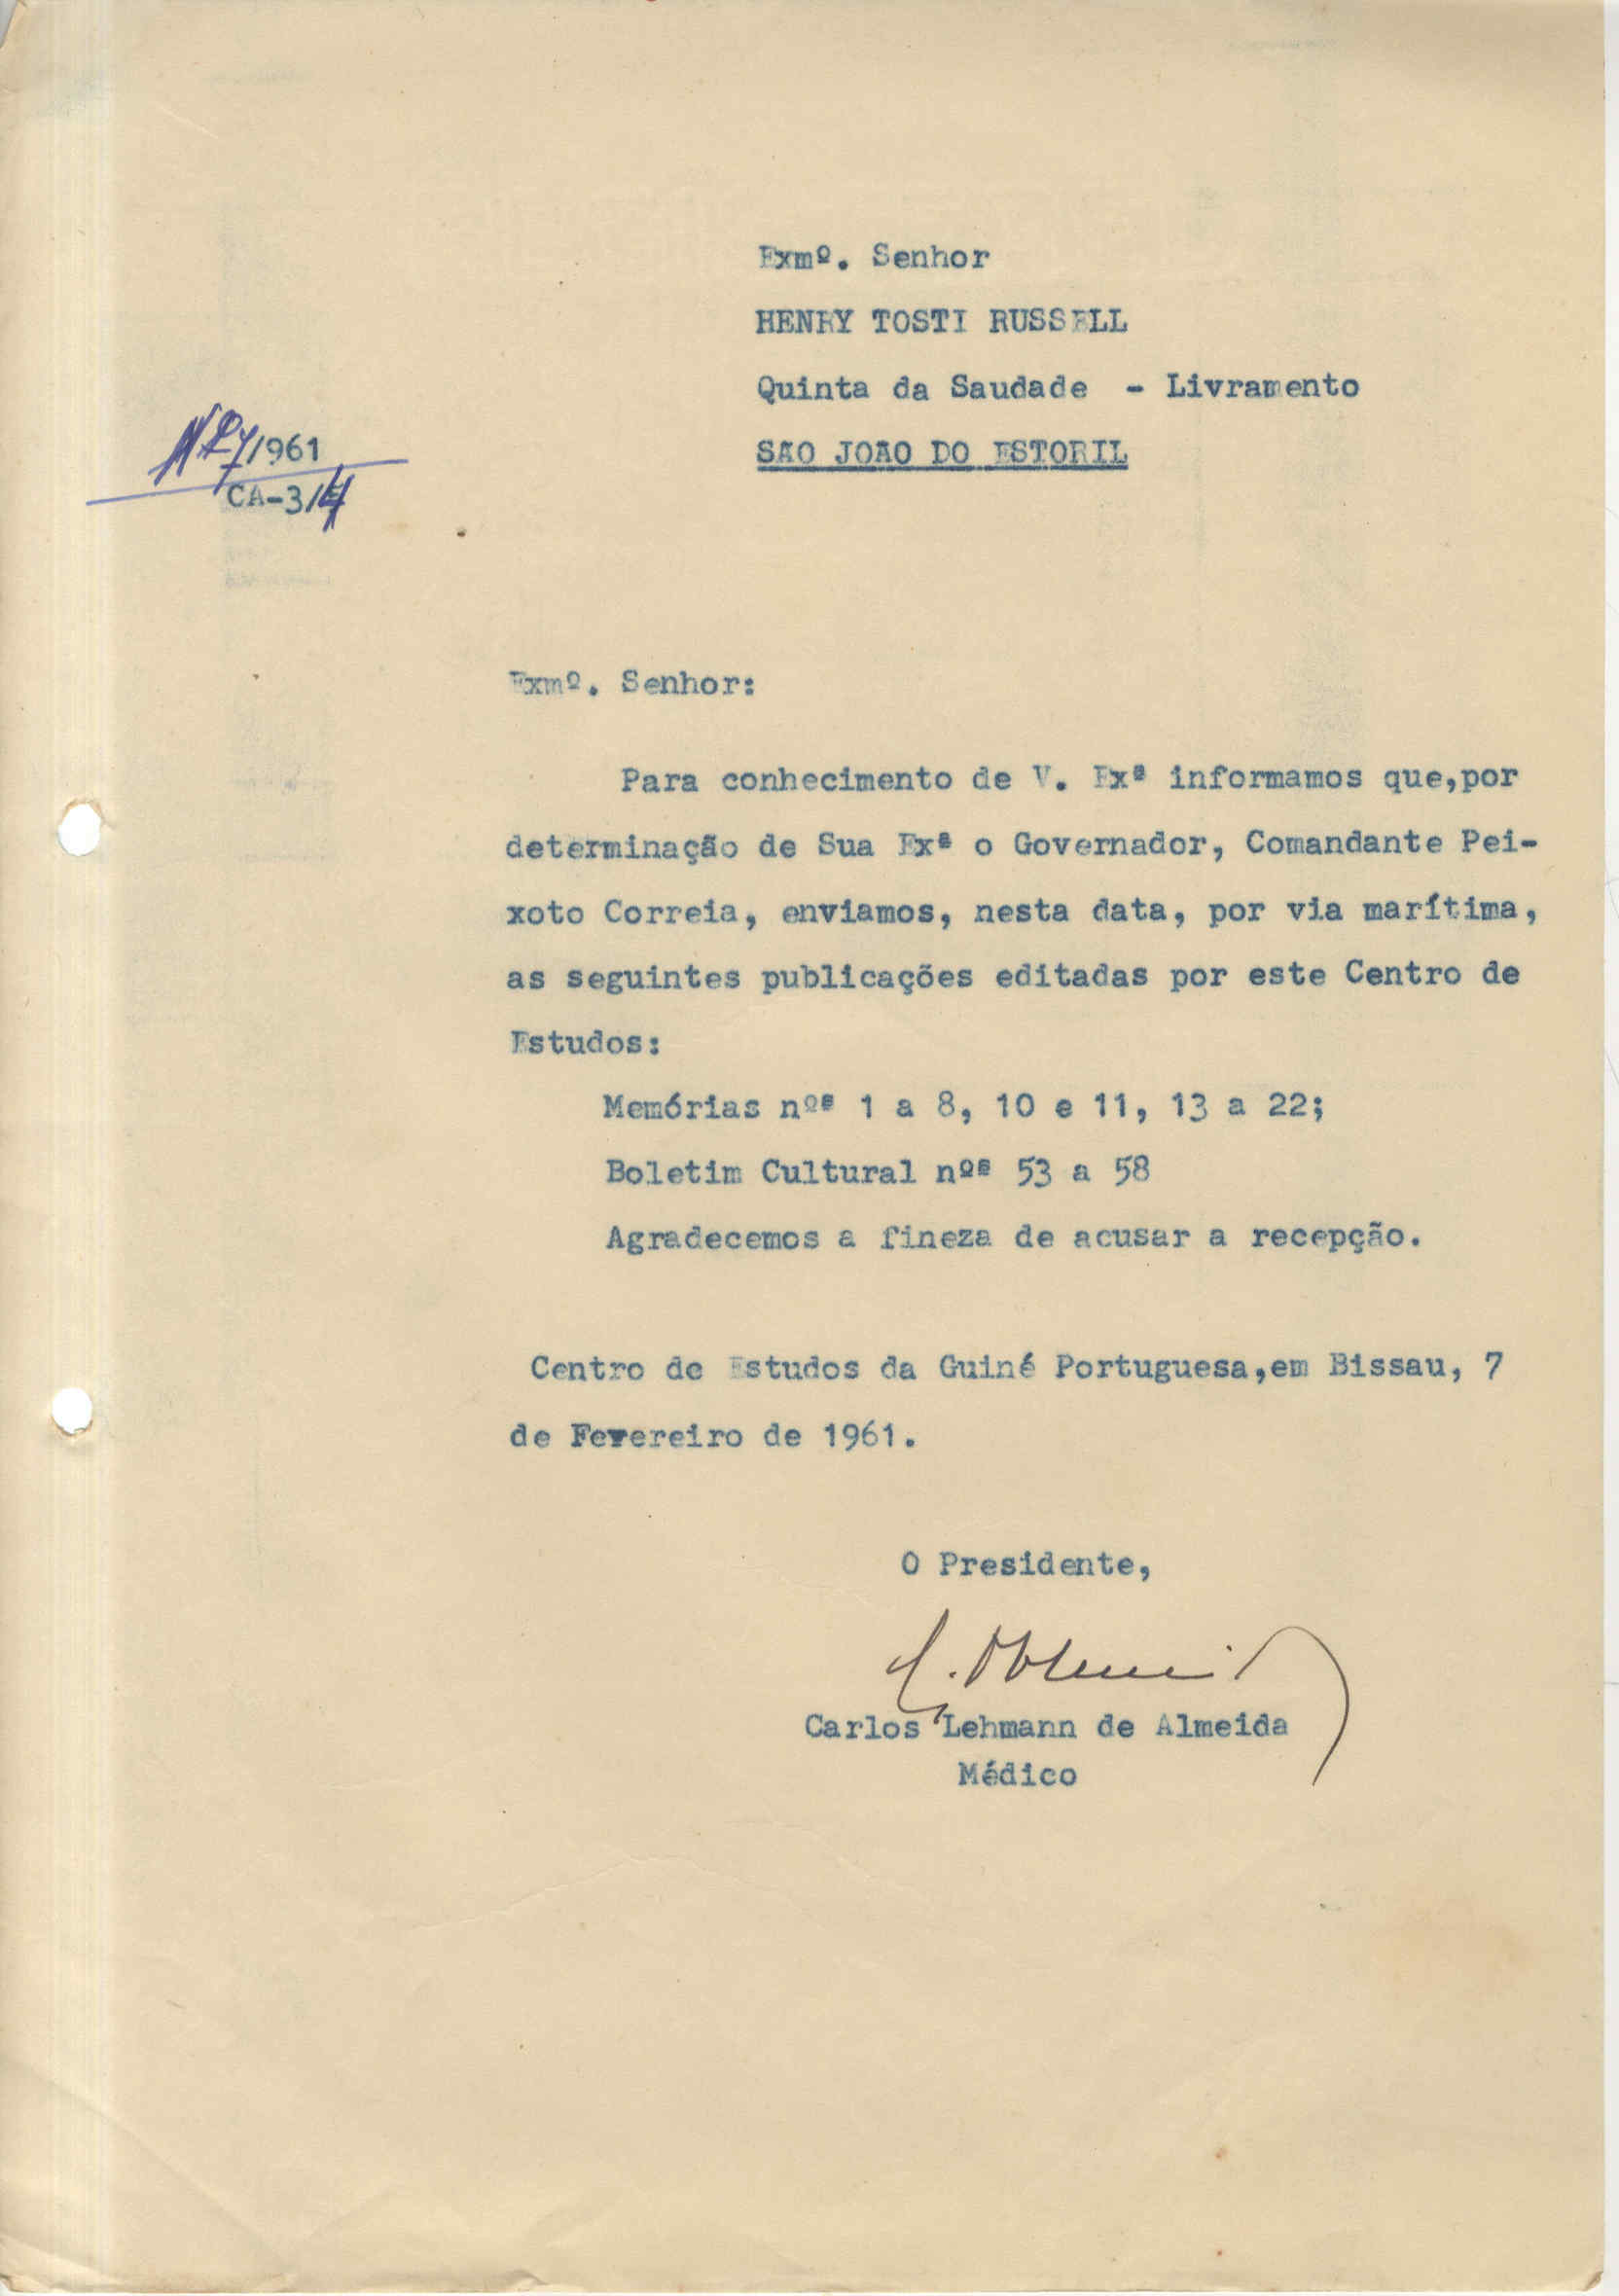 Exmº. Senhor
HENRY TOSTI RUSSELL
Quinta da Saudade - Livramento
SÃO JOÃO DO ESTORIL
/1961
CA-3/4
Exmº. Senhor:
Para conhecimento de V. Exª informamos que,por
determinação de Sua Exª o Governador, Comandante Pei-
xoto Correia, enviamos, nesta data, por via marítima,
as seguintes publicações editadas por este Centro de
Estudos:
Memórias nºs 1 a 8, 10 e 11, 13 a 22;
Boletim Cultural nºs 53 a 58
Agradecemos a fineza de acusar a recepção.
Centro de Estudos da Guiné Portuguesa,em Bissau, 7
de Fevereiro de 1961.
O Presidente,
Carlos Lehmann de Almeida
Médico